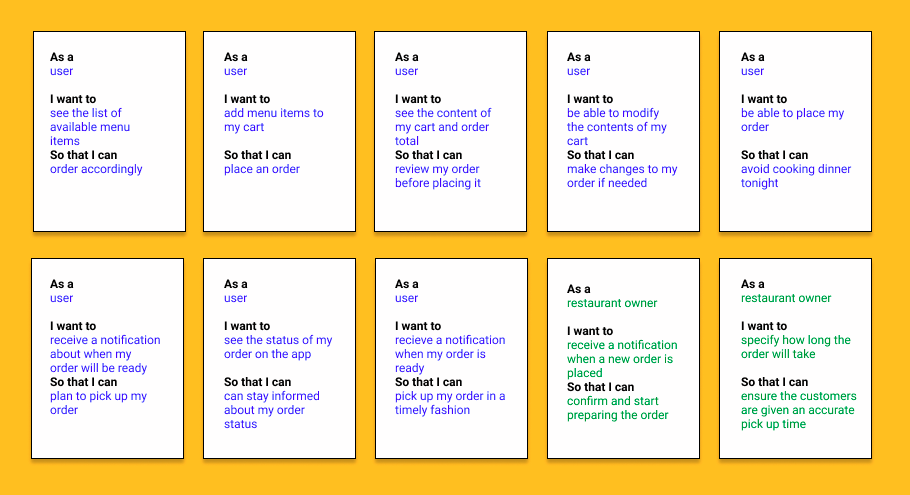 As a
user
I want to
see the list of
available menu
items
So that I can
order accordingly
As a
user
I want to
add menu items to
my cart
So that I can
place an order
As a
user
I want to
see the content of
my cart and order
total
So that I can
review my order
before placing it
As a
user
I want to
be able to modify
the contents of my
cart
So that I can
make changes to my
order if needed
As a
user
I want to
be able to place my
order
So that I can
avoid cooking dinner
tonight
As a
user
I want to
receive a notification
about when my
order will be ready
So that I can
plan to pick up my
order
As a
user
I want to
see the status of my
order on the app
So that I can
can stay informed
about my order
status
As a
user
I want to
recieve a notification
when my order is
ready
So that I can
pick up my order in a
timely fashion
As a
restaurant owner
I want to
receive a notification
when a new order is
placed
So that I can
confirm and start
preparing the order
As a
restaurant owner
I want to
specify how long the
order will take
So that I can
ensure the customers
are given an accurate
pick up time